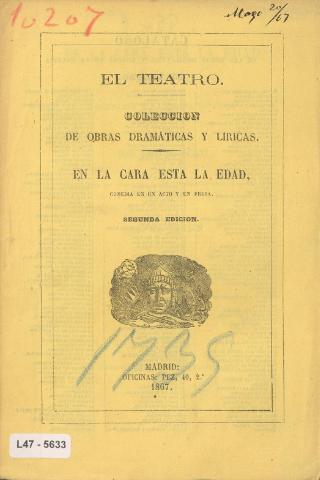 10207
Mayo 20/67
EL TEATRO.
COLECCION
DE OBRAS DRAMÁTICAS Y LIRICAS.
EN LA CARA ESTA LA EDAD,
COMEDIA EN UN ACTO Y EN PROSA.
SEGUNDA EDICION.
1735
MADRID:
OFICINAS: PEZ, 40, 2.º
1867.
L47 - 5633